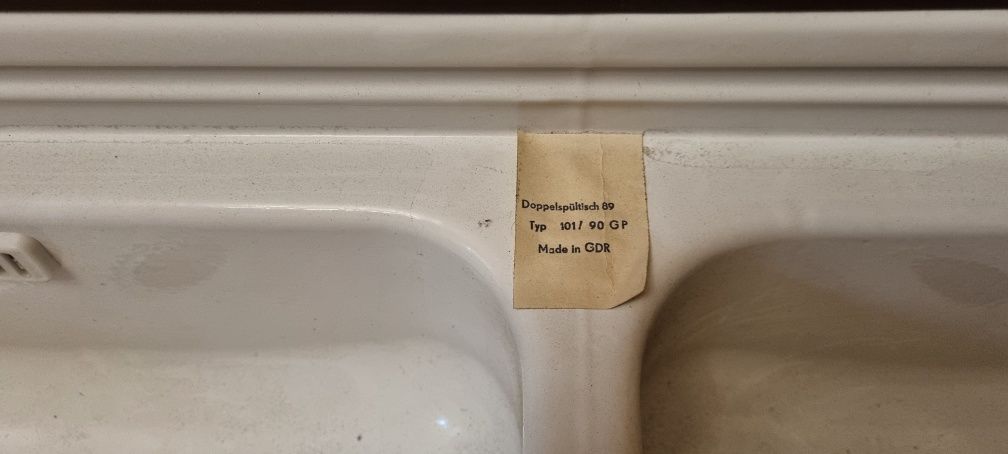 Doppelspültisch 89
Typ 101/ 90 GP
Made in GDR